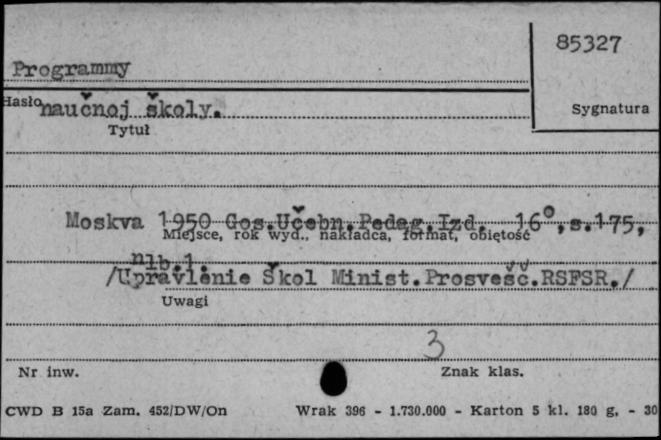 85327
Programmy
Hasło naučnoj školy.
Sygnatura
Tytuł
Moskva 1950 Gos.Učebn.Pedag.Izd. 16°,s.175,
Miejsce, rok wyd., nakładca, format, objętość
nlb.1.
/Upravlenie Škol Minist.Prosvešč.RSFSR./
Uwagi
3
Nr inw.
Znak klas.
CWD B 15a Zam. 452/DW/On Wrak 396 - 1.730.000 - Karton 5 kl. 180 g. - 30